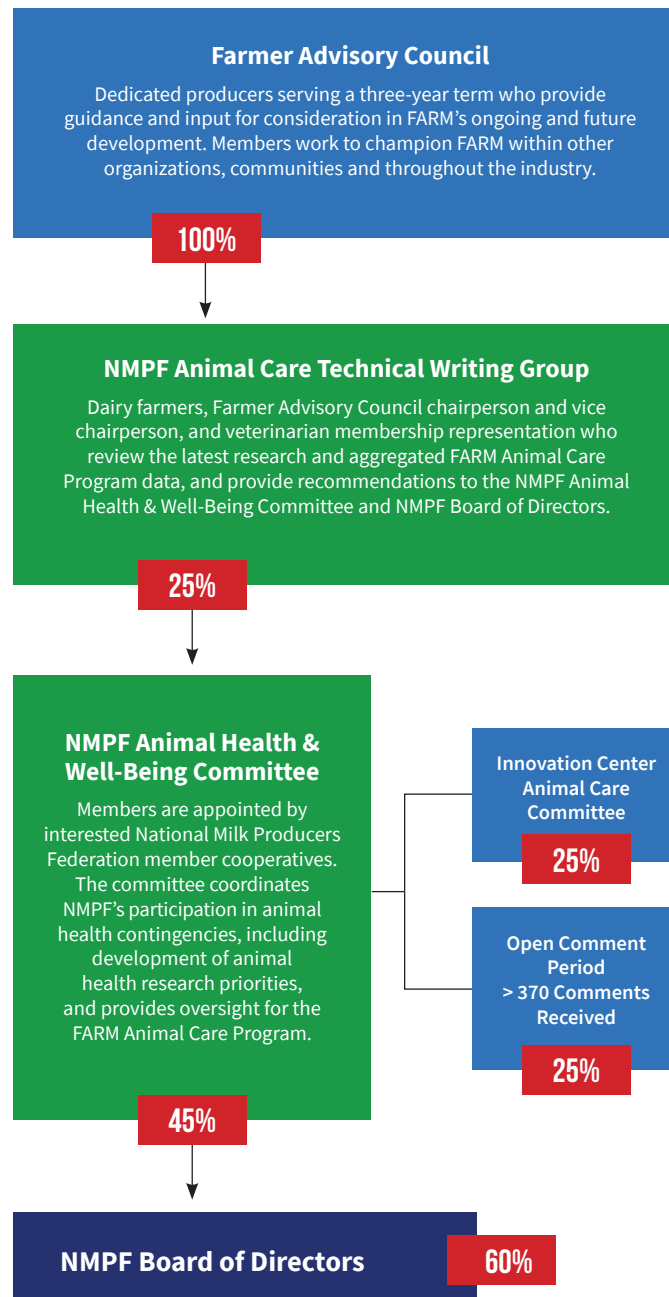 Farmer Advisory Council
Dedicated producers serving a three-year term who provide
guidance and input for consideration in FARM's ongoing and future
development. Members work to champion FARM within other
organizations, communities and throughout the industry.
100%
NMPF Animal Care Technical Writing Group
Dairy farmers, Farmer Advisory Council chairperson and vice
chairperson, and veterinarian membership representation who
review the latest research and aggregated FARM Animal Care
Program data, and provide recommendations to the NMPF Animal
Health & Well-Being Committee and NMPF Board of Directors.
25%
NMPF Animal Health &
Well-Being Committee
Members are appointed by
interested National Milk Producers
Federation member cooperatives.
The committee coordinates
NMPF's participation in animal
health contingencies, including
development of animal
health research priorities,
and provides oversight for the
FARM Animal Care Program.
45%
Innovation Center
Animal Care
Committee
25%
Open Comment
Period
> 370 Comments
Received
25%
NMPF Board of Directors
60%